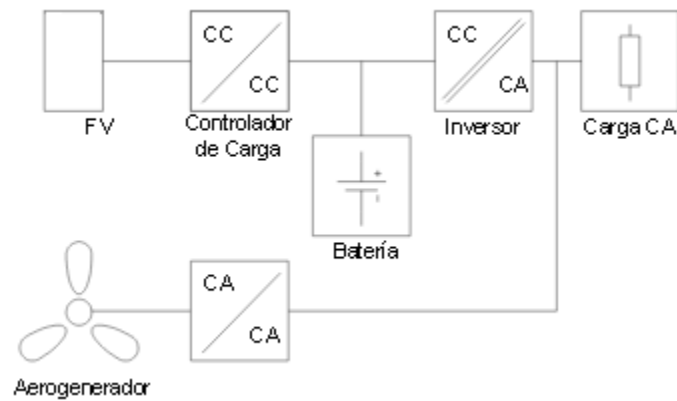 FV
CC
CC
Controlador
de Carga
+
Batería
CC
CA
Inversor
Carga CA
Aerogenerador
CA
CA